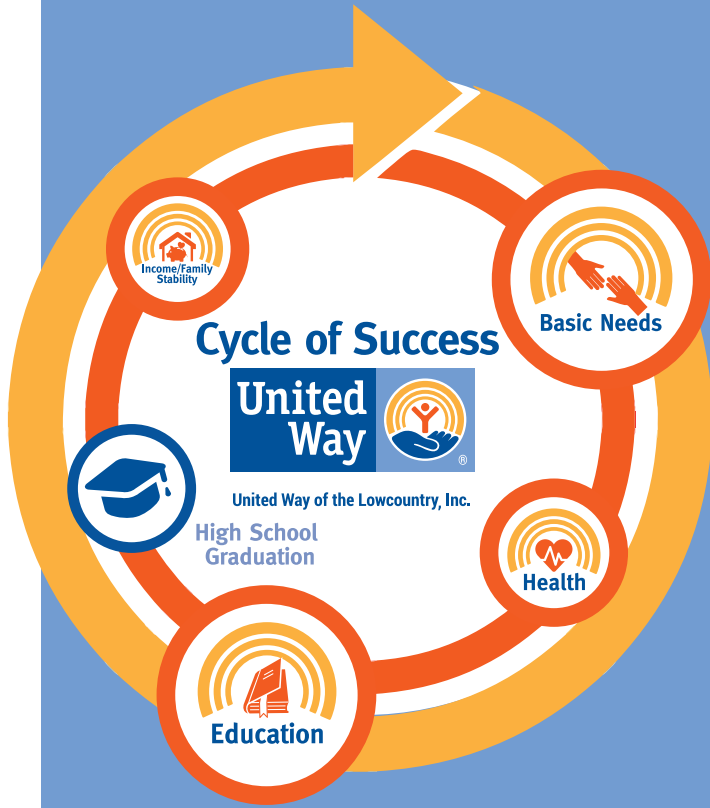 Income/Family
Stability
Basic Needs
Cycle of Success
United
Way
®
United Way of the Lowcountry, Inc.
High School
Graduation
Health
Education